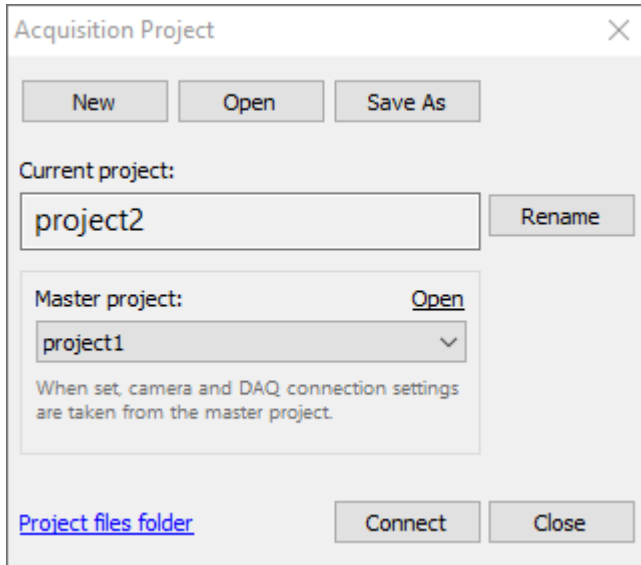 Acquisition Project
New Open Save As
Current project:
project2 Rename
Master project: Open
project1
When set, camera and DAQ connection settings
are taken from the master project.
Project files folder Connect Close